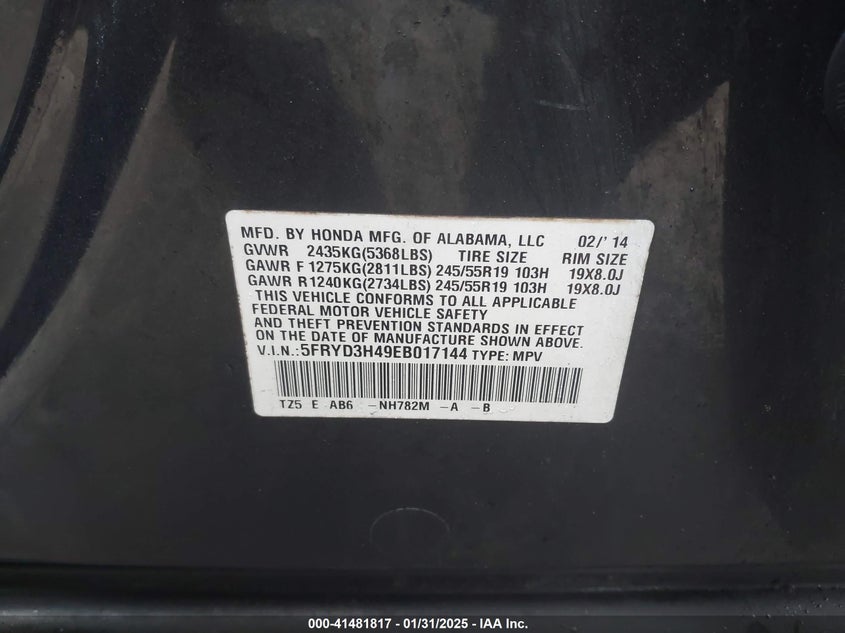 MFD. BY HONDA MFG. OF ALABAMA, LLC 02/' 14
GVWR 2435KG(5368LBS) TIRE SIZE RIM SIZE
GAWR F 1275KG(2811LBS) 245/55R19 103H 19X8.0J
GAWR R 1240KG(2734LBS) 245/55R19 103H 19X8.0J
THIS VEHICLE CONFORMS TO ALL APPLICABLE
FEDERAL MOTOR VEHICLE SAFETY
AND THEFT PREVENTION STANDARDS IN EFFECT
ON THE DATE OF MANUFACTURE SHOWN ABOVE.
V.I.N.: 5FRYD3H49EB017144 TYPE: MPV
TZ5 E AB6 -NH782M -A -B
000-41481817 - 01/31/2025 - IAA Inc.